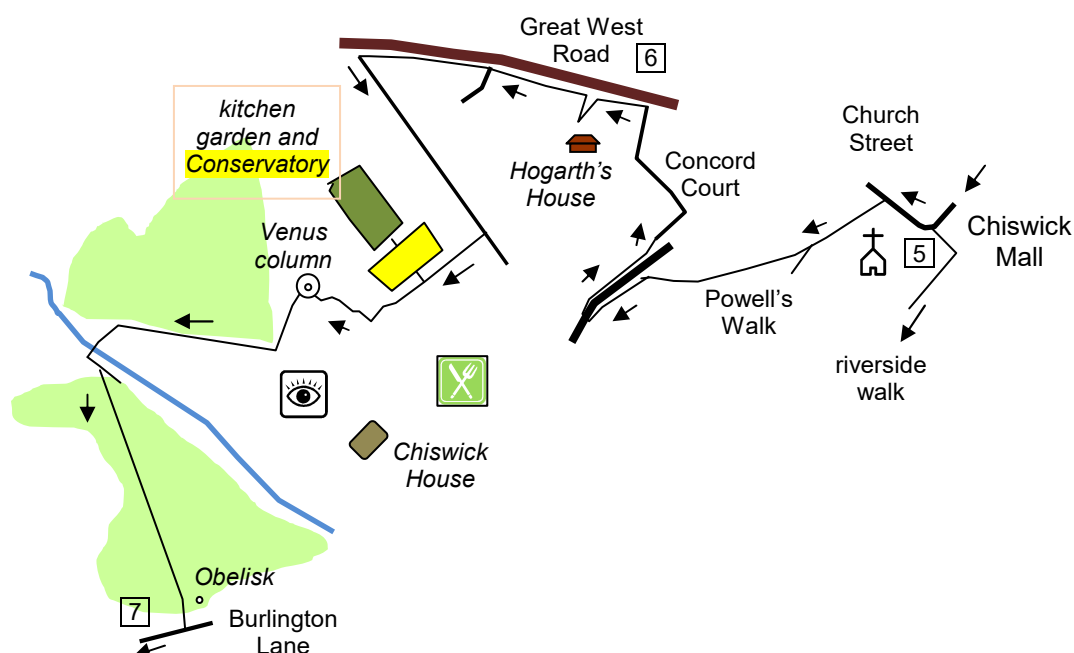 Great West
Road
6
kitchen
garden and
Conservatory
Church
Street
Hogarth's
House
Concord
Court
Chiswick
Mall
5
Venus
column
Powell's
Walk
riverside
walk
Chiswick
House
Obelisk
7
Burlington
Lane